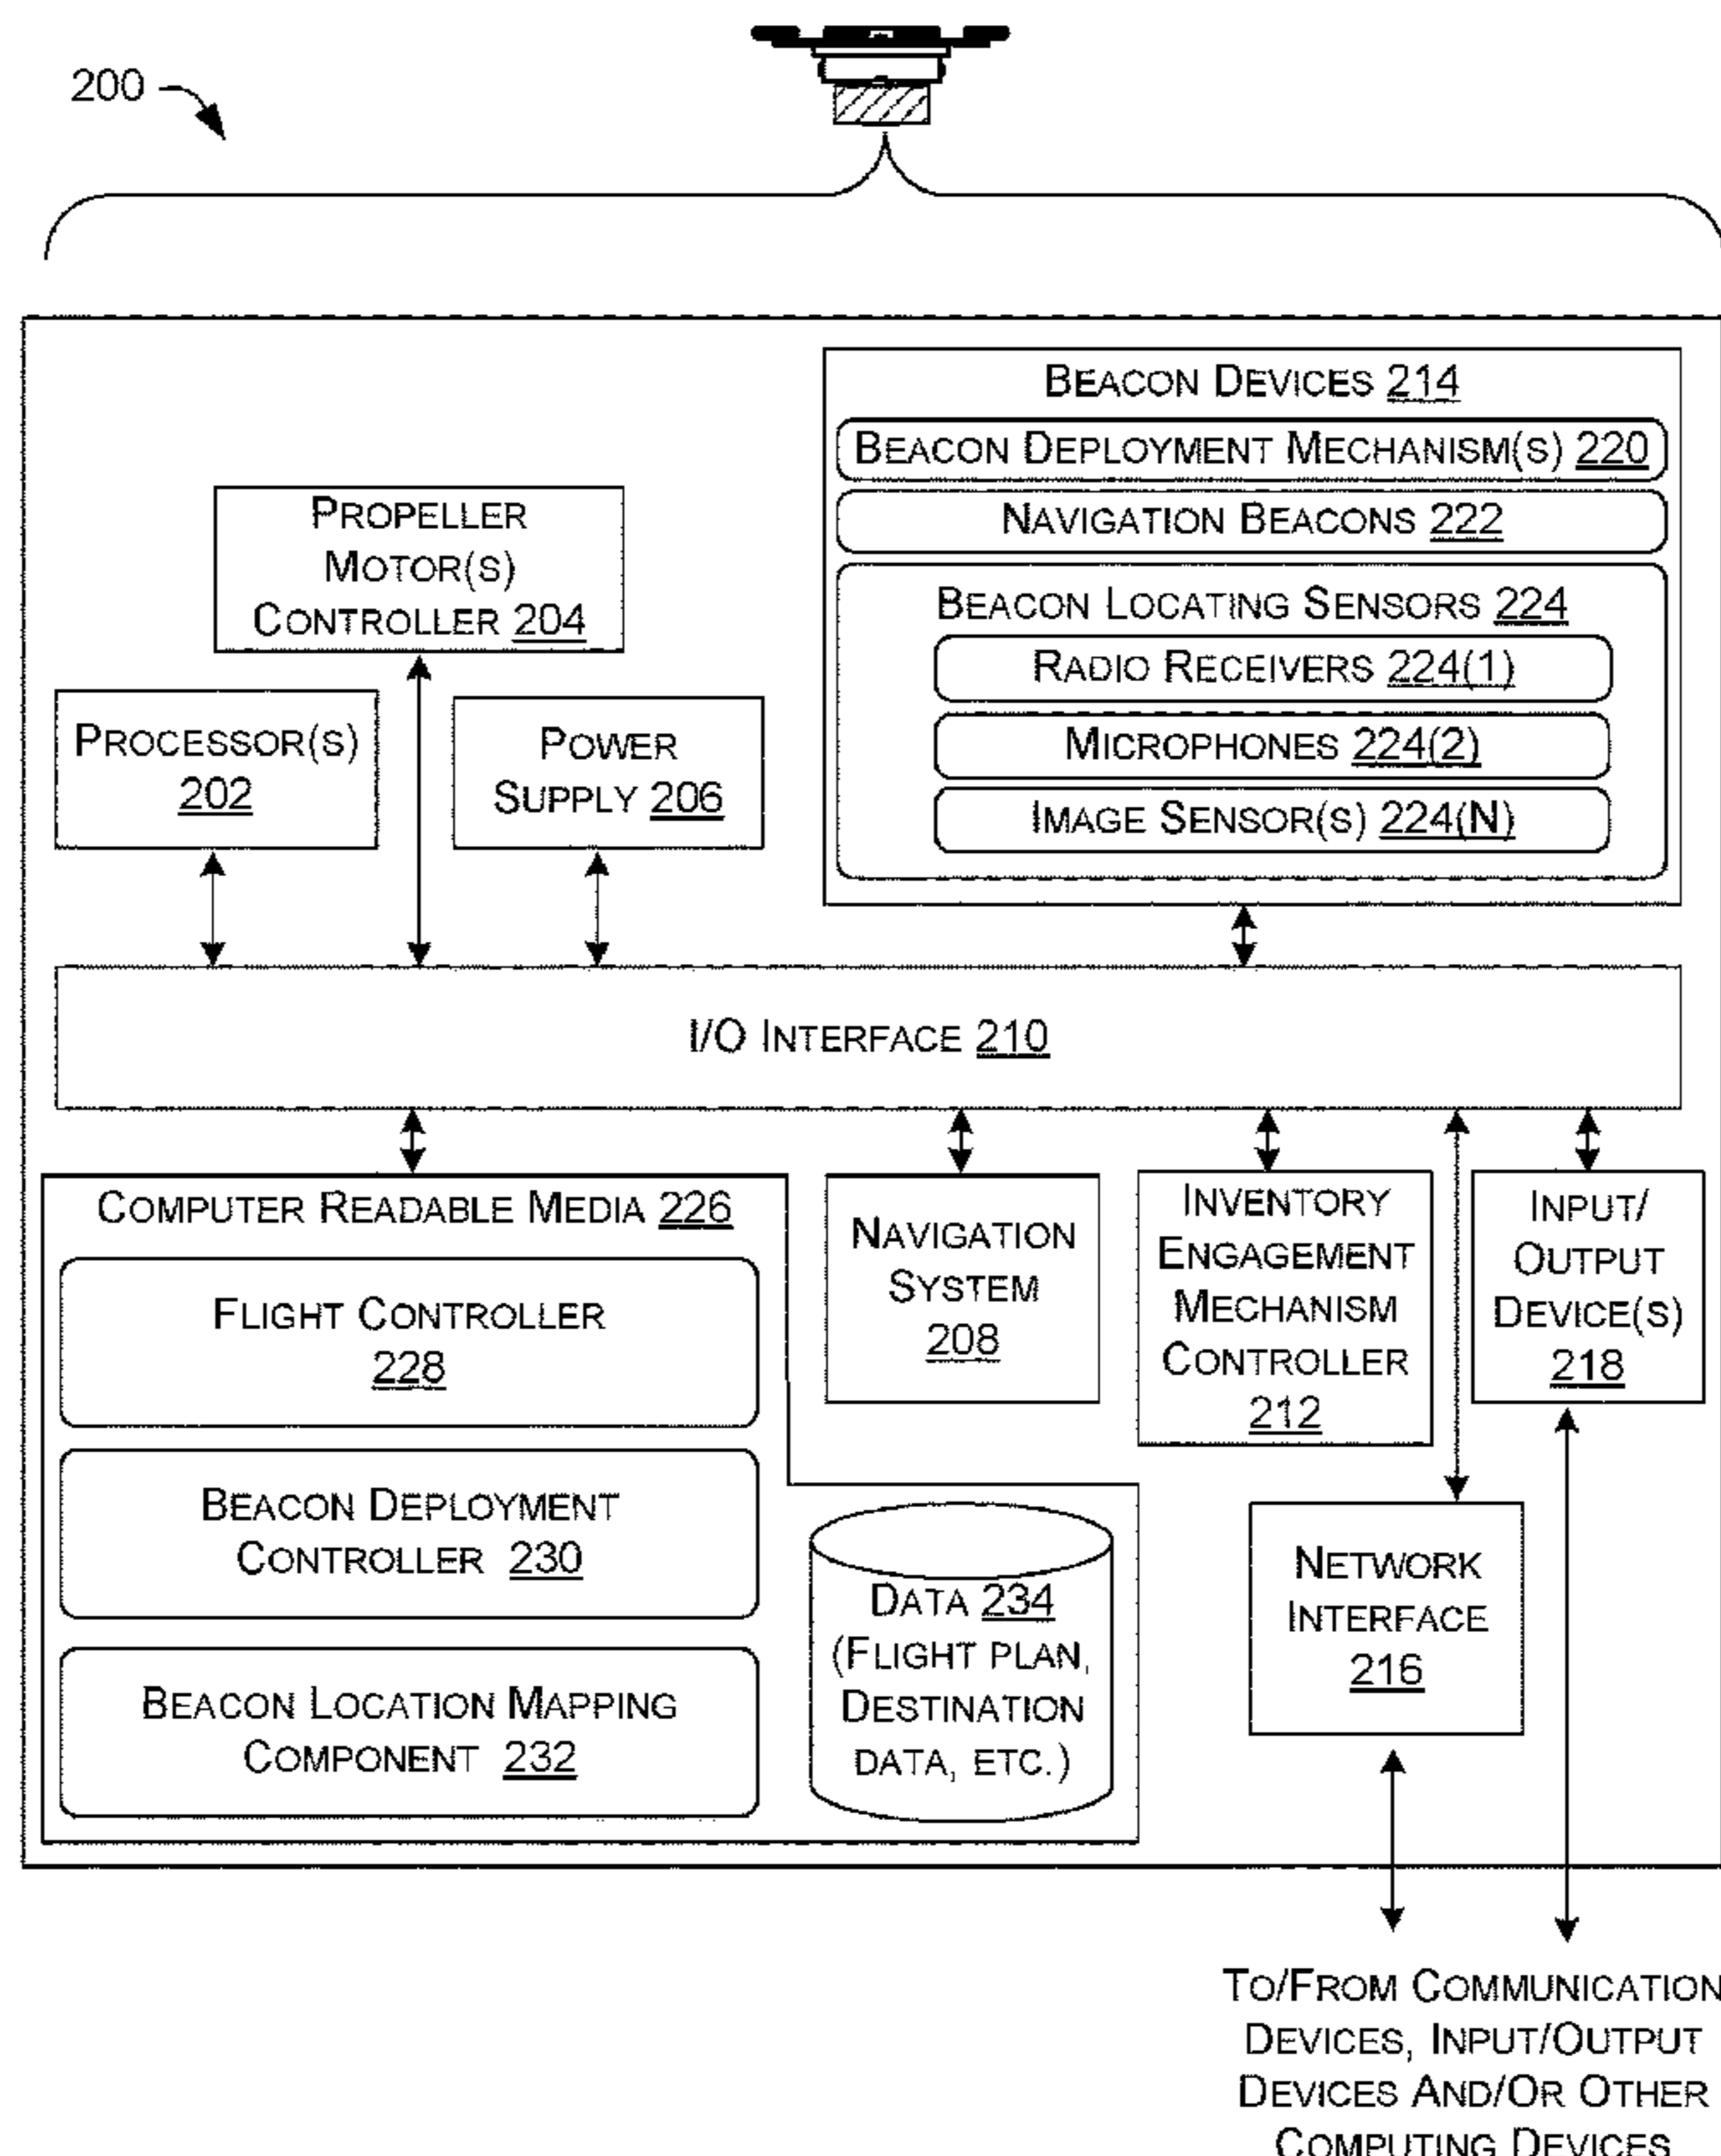 200
BEACON DEVICES 214
BEACON DEPLOYMENT MECHANISM(S) 220
NAVIGATION BEACONS 222
BEACON LOCATING SENSORS 224
RADIO RECEIVERS 224(1)
MICROPHONES 224(2)
IMAGE SENSOR(S) 224(N)
PROPELLER
MOTOR(S)
CONTROLLER 204
PROCESSOR(S)
202
POWER
SUPPLY 206
I/O INTERFACE 210
COMPUTER READABLE MEDIA 226
FLIGHT CONTROLLER
228
BEACON DEPLOYMENT
CONTROLLER 230
BEACON LOCATION MAPPING
COMPONENT 232
DATA 234
(FLIGHT PLAN,
DESTINATION
DATA, ETC.)
NAVIGATION
SYSTEM
208
INVENTORY
ENGAGEMENT
MECHANISM
CONTROLLER
212
INPUT/
OUTPUT
DEVICE(S)
218
NETWORK
INTERFACE
216
TO/FROM COMMUNICATION
DEVICES, INPUT/OUTPUT
DEVICES AND/OR OTHER
COMPUTING DEVICES